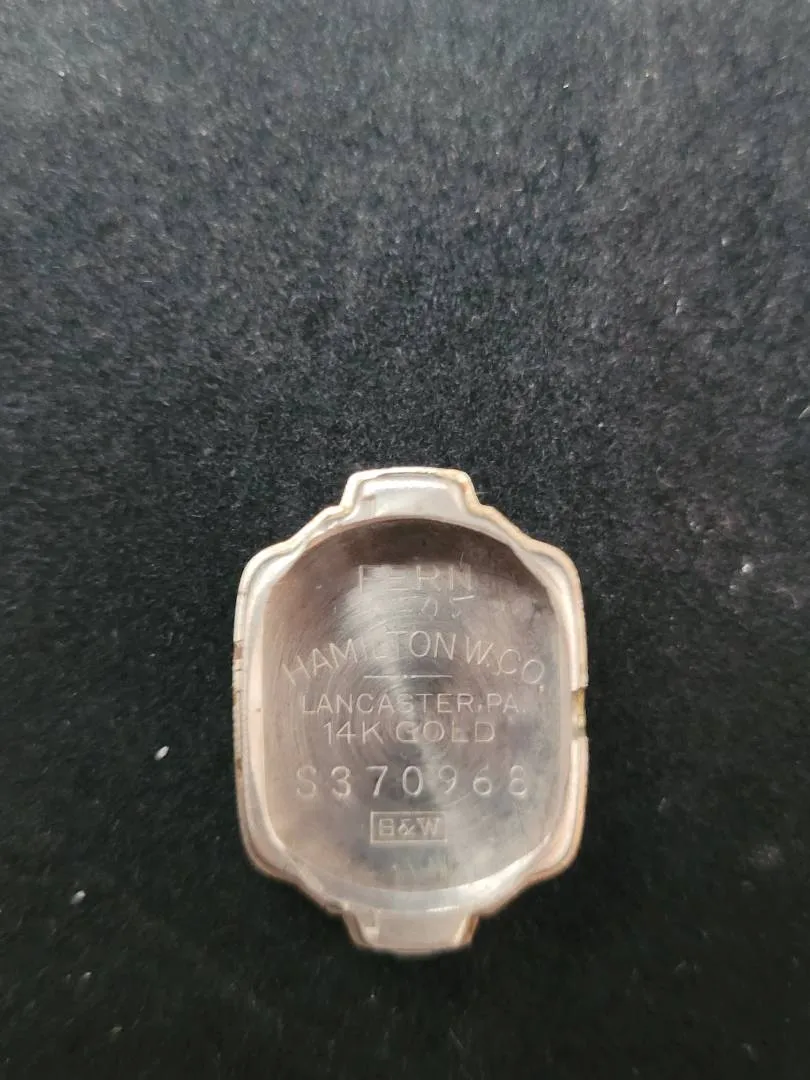 FERN
HAMILTON W. CO.
LANCASTER, PA.
14K GOLD
S370968
B&W